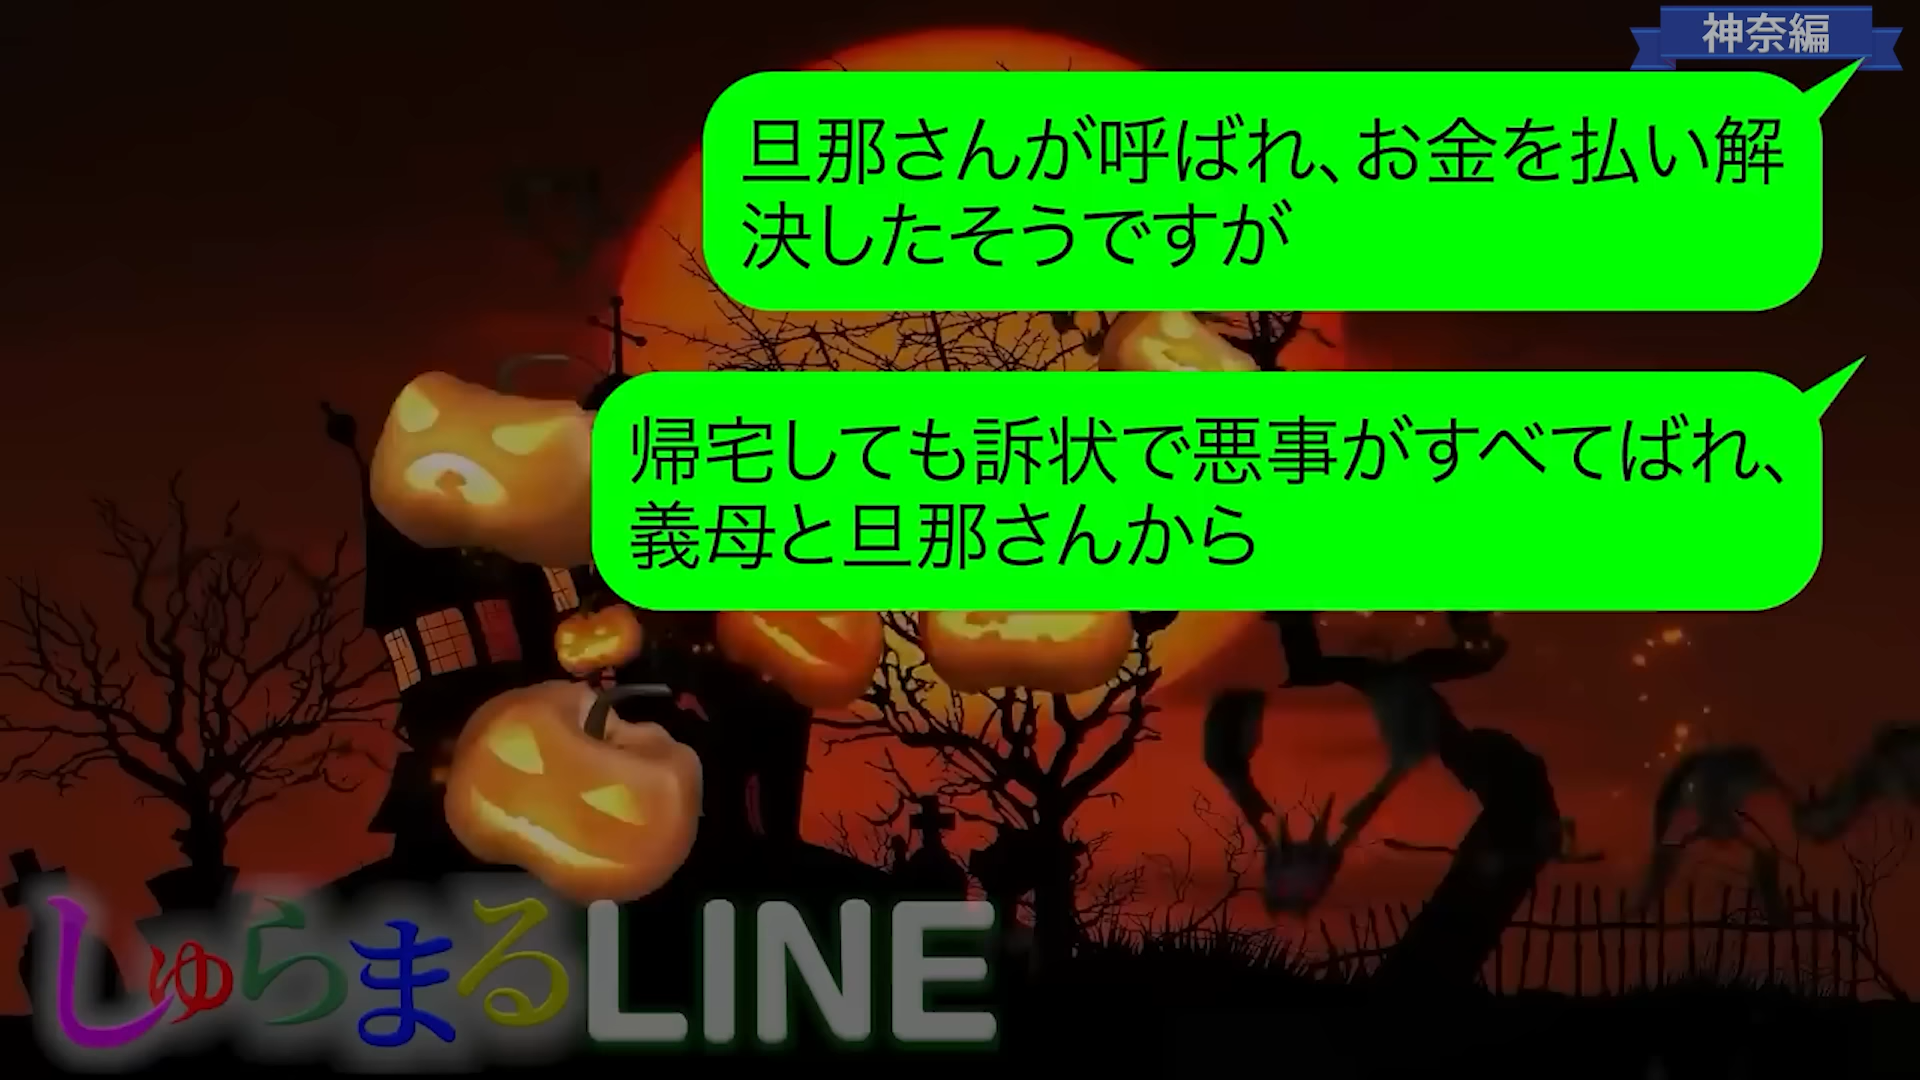 神奈編
旦那さんが呼ばれ、お金を払い解
決したそうですが
帰宅しても訴状で悪事がすべてばれ、
義母と旦那さんから
しゅらまるLINE